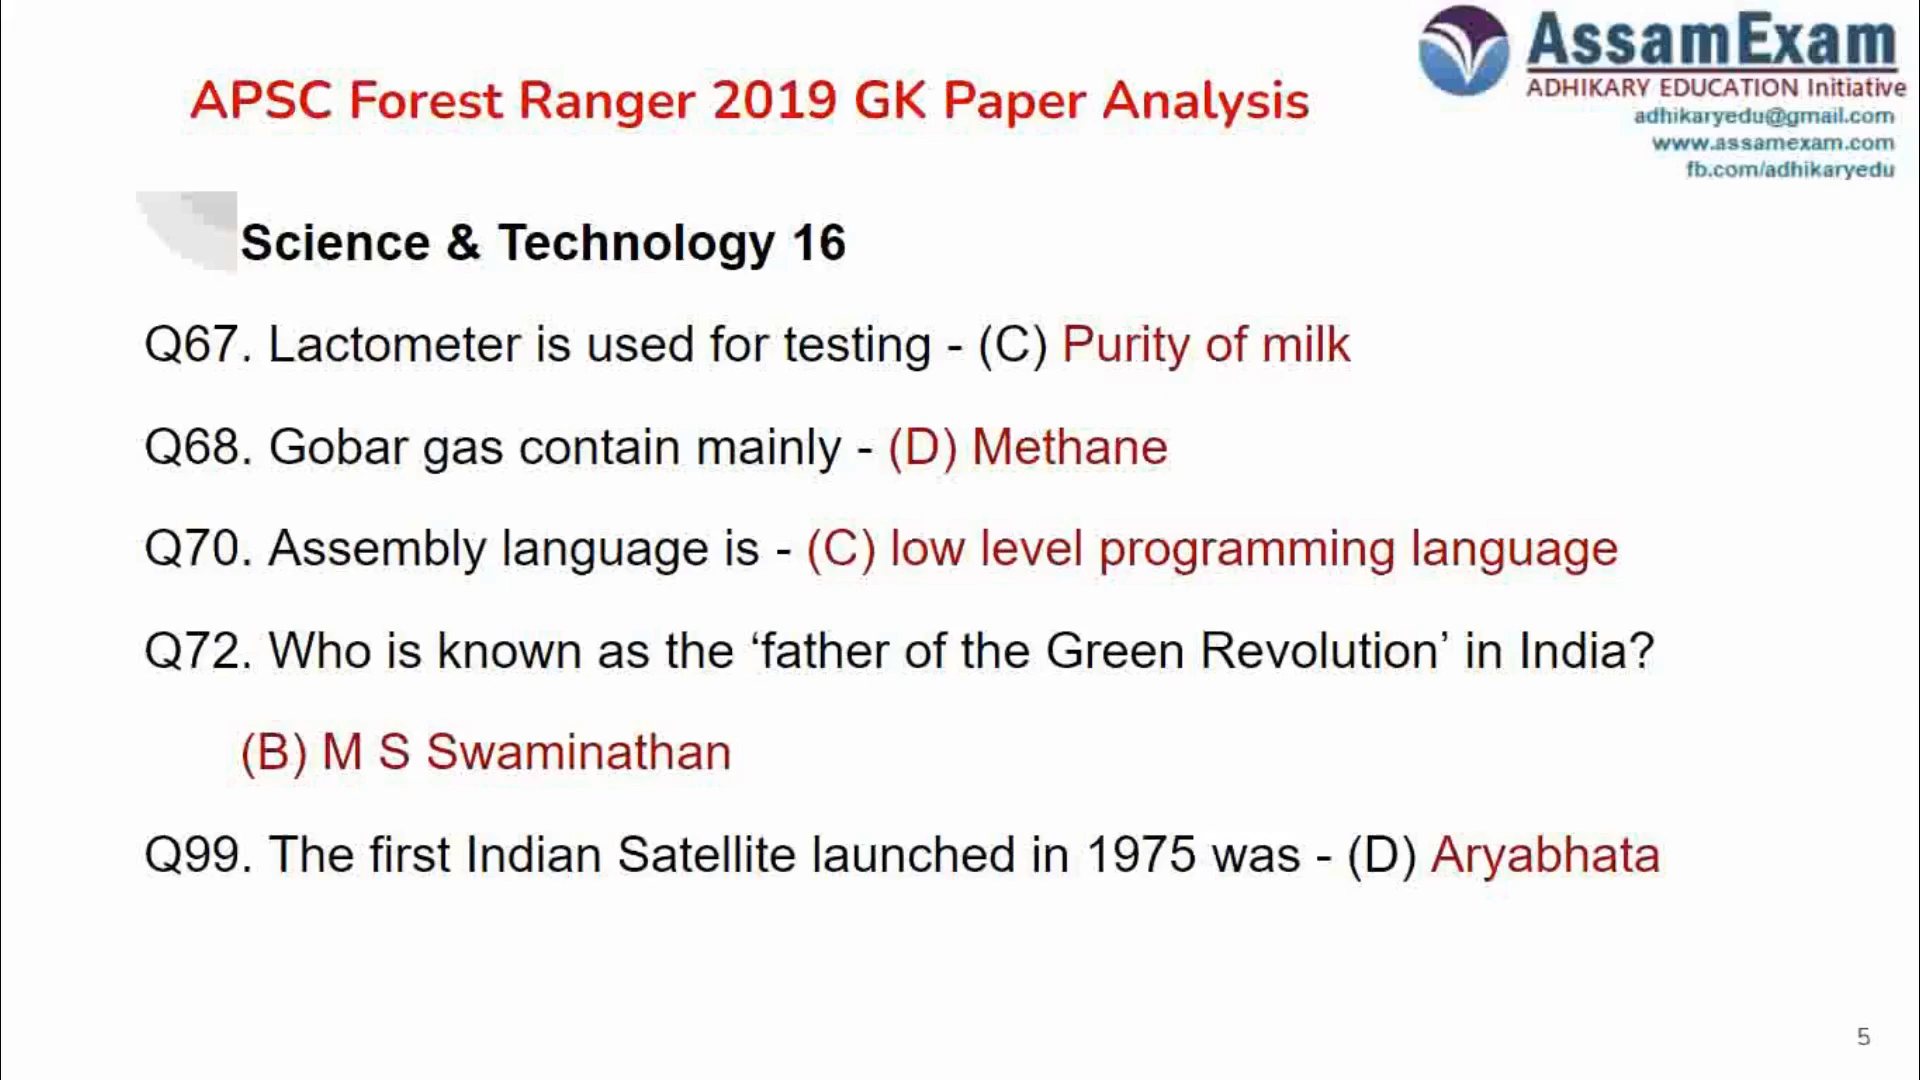 AssamExam
ADHIKARY EDUCATION Initiative
adhikaryedu@gmail.com
www.assamexam.com
fb.com/adhikaryedu
APSC Forest Ranger 2019 GK Paper Analysis
Science & Technology 16
Q67. Lactometer is used for testing - (C) Purity of milk
Q68. Gobar gas contain mainly - (D) Methane
Q70. Assembly language is - (C) low level programming language
Q72. Who is known as the ‘father of the Green Revolution’ in India?
(B) M S Swaminathan
Q99. The first Indian Satellite launched in 1975 was - (D) Aryabhata
5